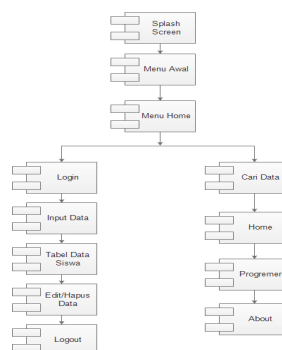 Splash
Screen
Menu Awal
Menu Home
Login
Input Data
Tabel Data
Siswa
Edit/Hapus
Data
Logout
Cari Data
Home
Progremer
About